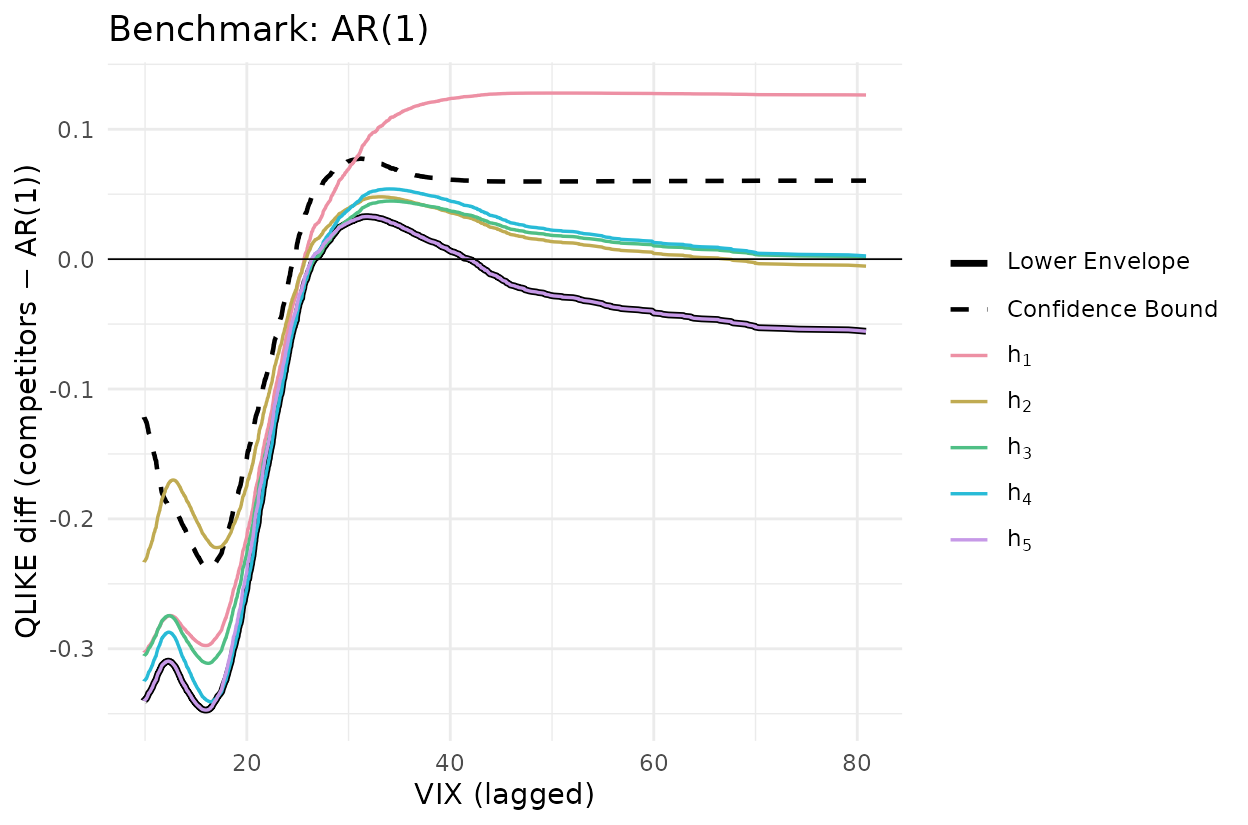 Benchmark: AR(1)
QLIKE diff (competitors − AR(1))
0.1
0.0
-0.1
-0.2
-0.3
20 40 60 80
VIX (lagged)
Lower Envelope
Confidence Bound
h₁
h₂
h₃
h₄
h₅